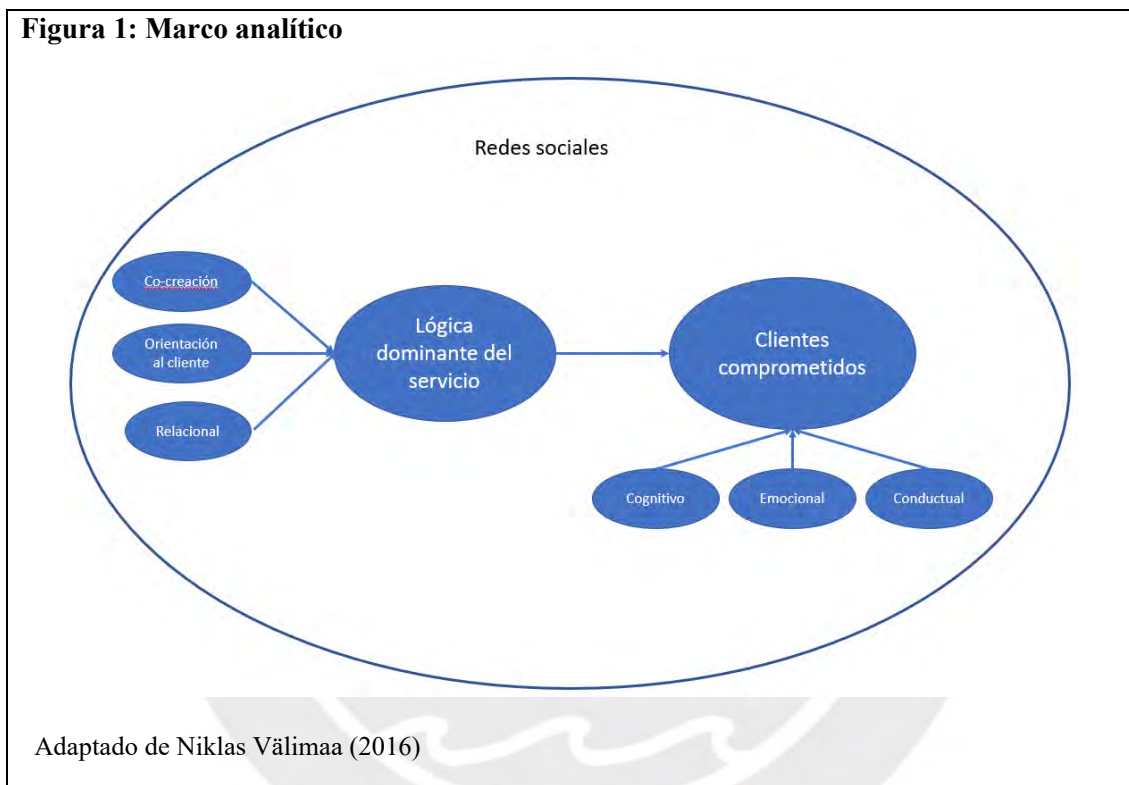 Figura 1: Marco analítico
Redes sociales
Co-creación
Orientación
al cliente
Relacional
Lógica
dominante del
servicio
Clientes
comprometidos
Cognitivo
Emocional
Conductual
Adaptado de Niklas Välimaa (2016)